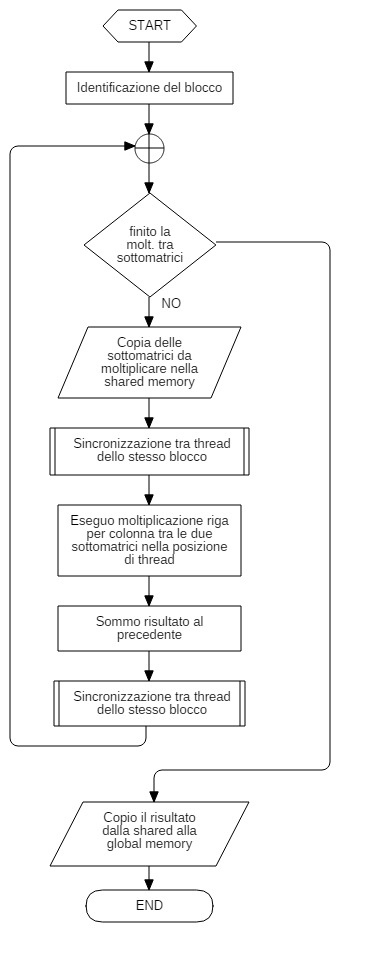 START
Identificazione del blocco
finito la
molt. tra
sottomatrici
NO
Copia delle
sottomatrici da
moltiplicare nella
shared memory
Sincronizzazione tra thread
dello stesso blocco
Eseguo moltiplicazione riga
per colonna tra le due
sottomatrici nella posizione
di thread
Sommo risultato al
precedente
Sincronizzazione tra thread
dello stesso blocco
Copio il risultato
dalla shared alla
global memory
END